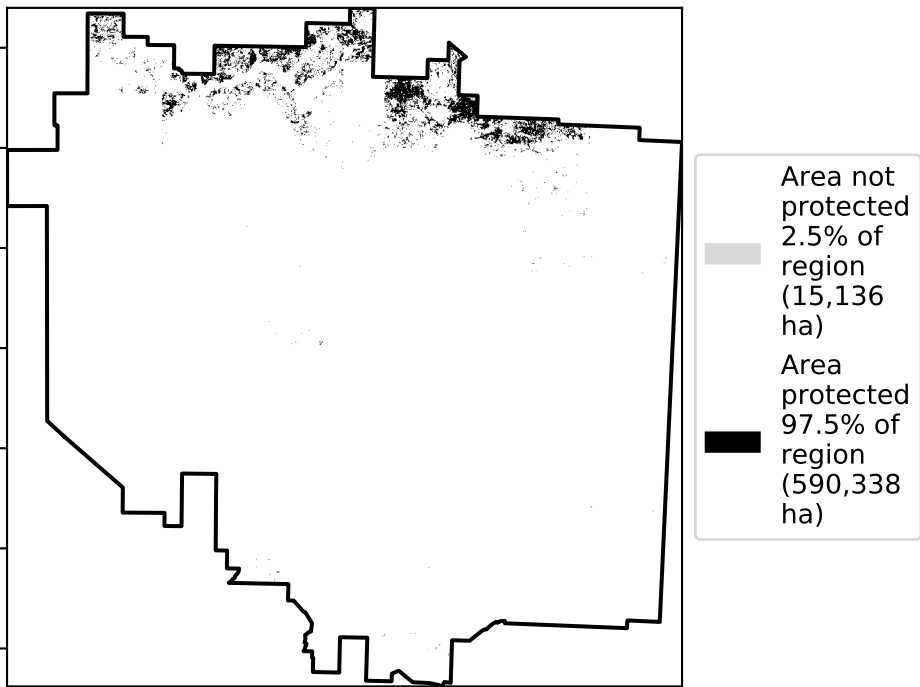 Area not
protected
2.5% of
region
(15,136
ha)
Area
protected
97.5% of
region
(590,338
ha)